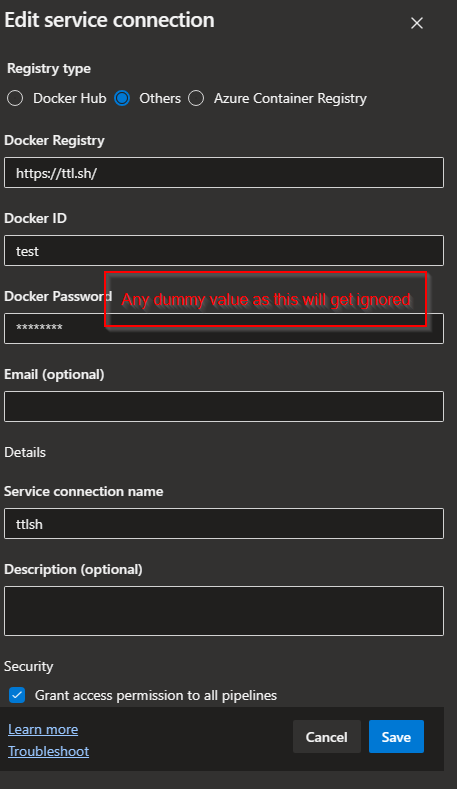 Edit service connection
Registry type
Docker Hub Others Azure Container Registry
Docker Registry
https://ttl.sh/
Docker ID
test
Docker Password
Any dummy value as this will get ignored
********
Email (optional)
Details
Service connection name
ttlsh
Description (optional)
Security
Grant access permission to all pipelines
Learn more
Troubleshoot
Cancel Save